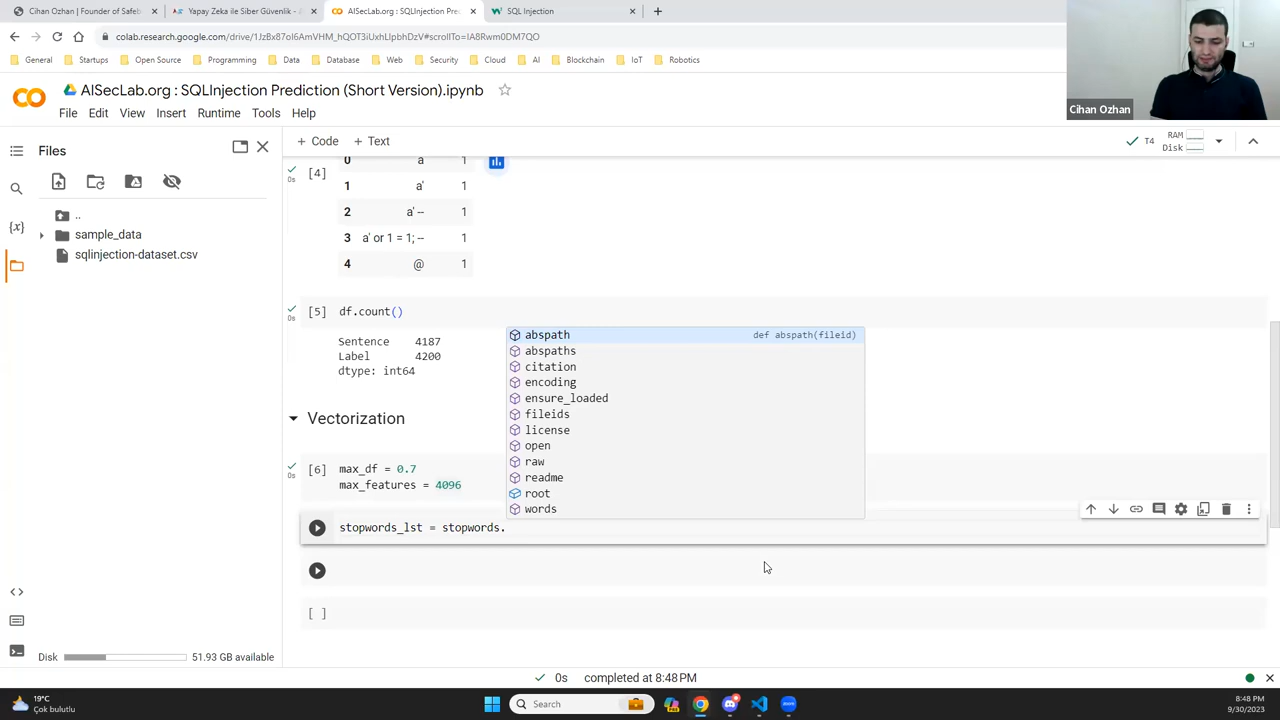 Cihan Ozhan | Founder of Safeb
Yapay Zeka ile Siber Güvenlik - A
AISecLab.org : SQLInjection Prec
SQL Injection
colab.research.google.com/drive/1JzBx87oI6AmVHM_hQOT3iUxhLlpbhDzV#scrollTo=IA8Rwm0DM7QO
General
Startups
Open Source
Programming
Data
Database
Web
Security
Cloud
AI
Blockchain
IoT
Robotics
Cihan Ozhan
AISecLab.org : SQLInjection Prediction (Short Version).ipynb
File Edit View Insert Runtime Tools Help
Files
+ Code + Text
RAM
Disk
T4
..
sample_data
sqlinjection-dataset.csv
{x}
[4]
0s
0 a 1
1 a' 1
2 a' -- 1
3 a' or 1 = 1; -- 1
4 @ 1
[5] df.count()
0s
Sentence 4187
Label 4200
dtype: int64
Vectorization
[6] max_df = 0.7
0s
max_features = 4096
abspath def abspath(fileid)
abspaths
citation
encoding
ensure_loaded
fileids
license
open
raw
readme
root
words
stopwords_lst = stopwords.
[ ]
Disk 51.93 GB available
0s completed at 8:48 PM
19°C
Çok bulutlu
Search
8:48 PM
9/30/2023